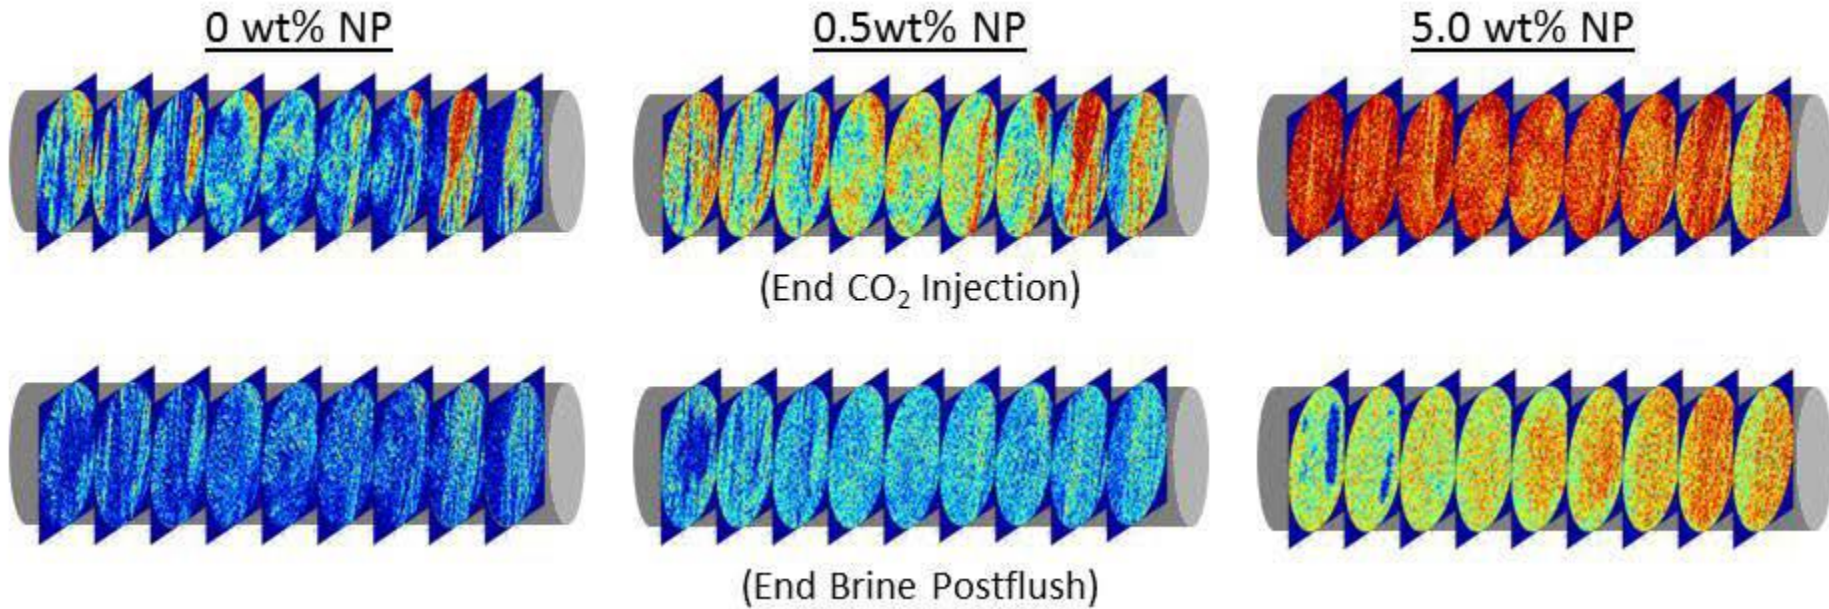 0 wt% NP
0.5wt% NP
5.0 wt% NP
(End CO₂ Injection)
(End Brine Postflush)